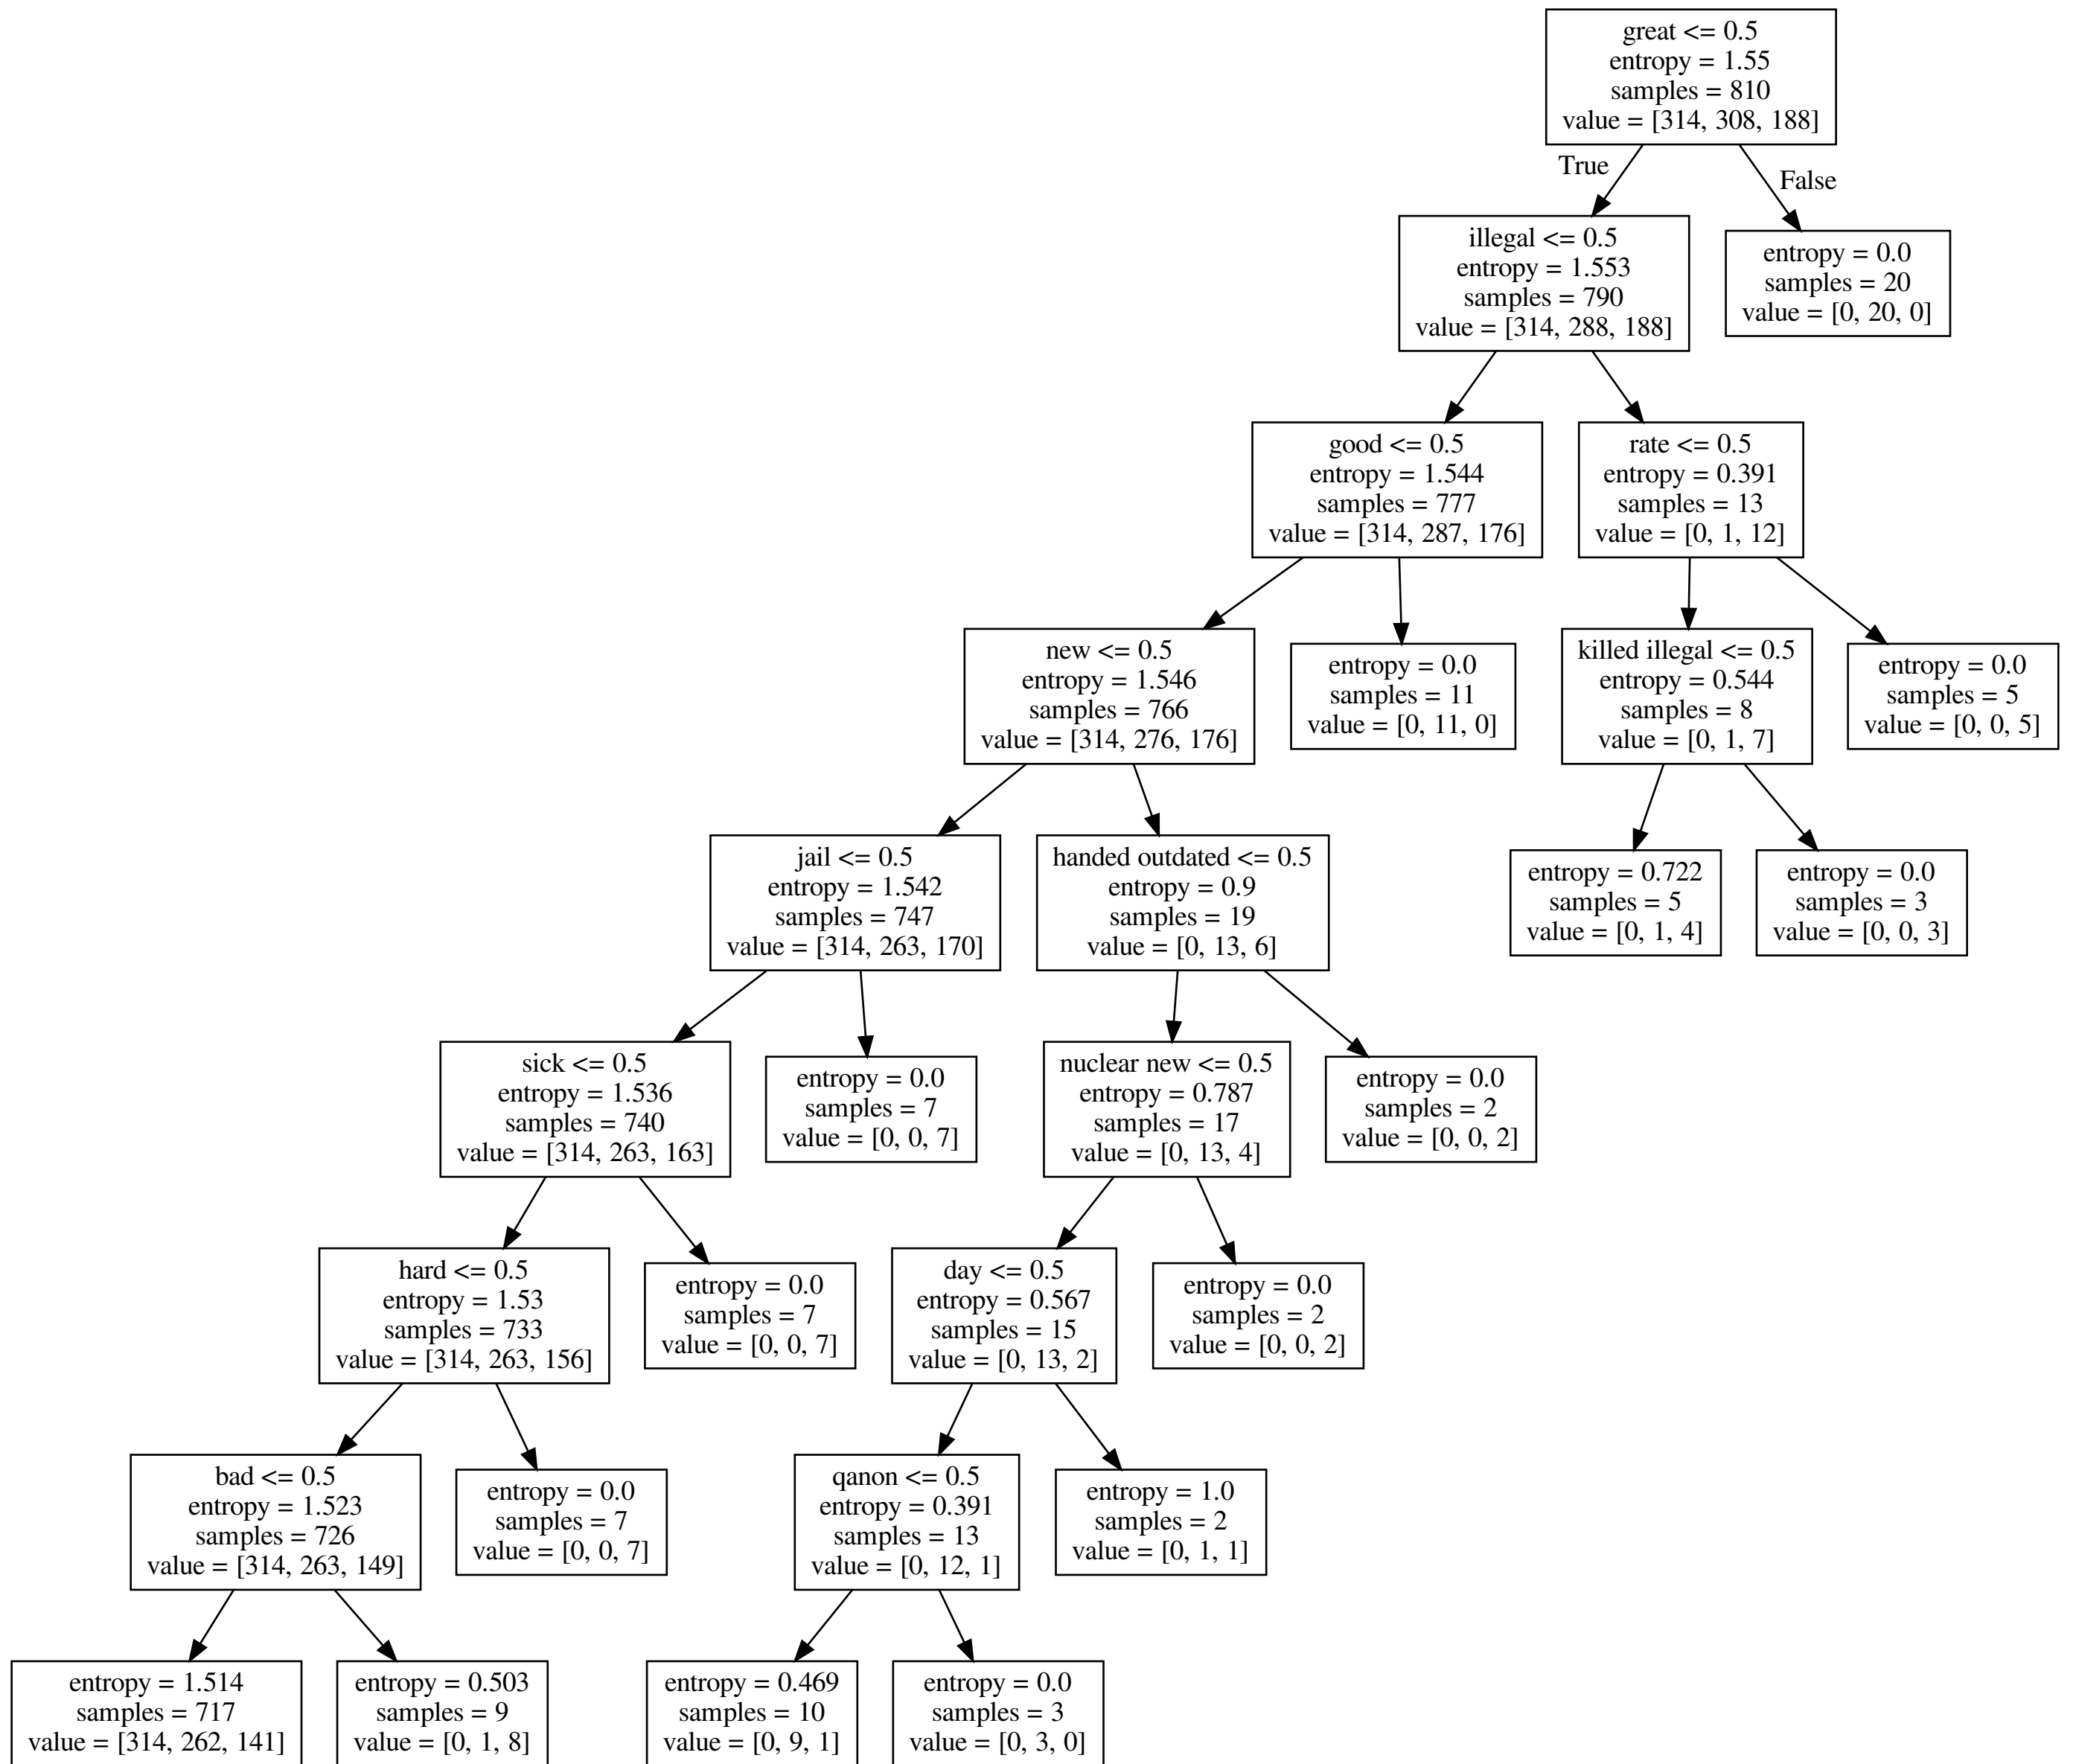 great <= 0.5
entropy = 1.55
samples = 810
value = [314, 308, 188]
True
False
illegal <= 0.5
entropy = 1.553
samples = 790
value = [314, 288, 188]
entropy = 0.0
samples = 20
value = [0, 20, 0]
good <= 0.5
entropy = 1.544
samples = 777
value = [314, 287, 176]
rate <= 0.5
entropy = 0.391
samples = 13
value = [0, 1, 12]
new <= 0.5
entropy = 1.546
samples = 766
value = [314, 276, 176]
entropy = 0.0
samples = 11
value = [0, 11, 0]
killed illegal <= 0.5
entropy = 0.544
samples = 8
value = [0, 1, 7]
entropy = 0.0
samples = 5
value = [0, 0, 5]
jail <= 0.5
entropy = 1.542
samples = 747
value = [314, 263, 170]
handed outdated <= 0.5
entropy = 0.9
samples = 19
value = [0, 13, 6]
entropy = 0.722
samples = 5
value = [0, 1, 4]
entropy = 0.0
samples = 3
value = [0, 0, 3]
sick <= 0.5
entropy = 1.536
samples = 740
value = [314, 263, 163]
entropy = 0.0
samples = 7
value = [0, 0, 7]
nuclear new <= 0.5
entropy = 0.787
samples = 17
value = [0, 13, 4]
entropy = 0.0
samples = 2
value = [0, 0, 2]
hard <= 0.5
entropy = 1.53
samples = 733
value = [314, 263, 156]
entropy = 0.0
samples = 7
value = [0, 0, 7]
day <= 0.5
entropy = 0.567
samples = 15
value = [0, 13, 2]
entropy = 0.0
samples = 2
value = [0, 0, 2]
bad <= 0.5
entropy = 1.523
samples = 726
value = [314, 263, 149]
entropy = 0.0
samples = 7
value = [0, 0, 7]
qanon <= 0.5
entropy = 0.391
samples = 13
value = [0, 12, 1]
entropy = 1.0
samples = 2
value = [0, 1, 1]
entropy = 1.514
samples = 717
value = [314, 262, 141]
entropy = 0.503
samples = 9
value = [0, 1, 8]
entropy = 0.469
samples = 10
value = [0, 9, 1]
entropy = 0.0
samples = 3
value = [0, 3, 0]